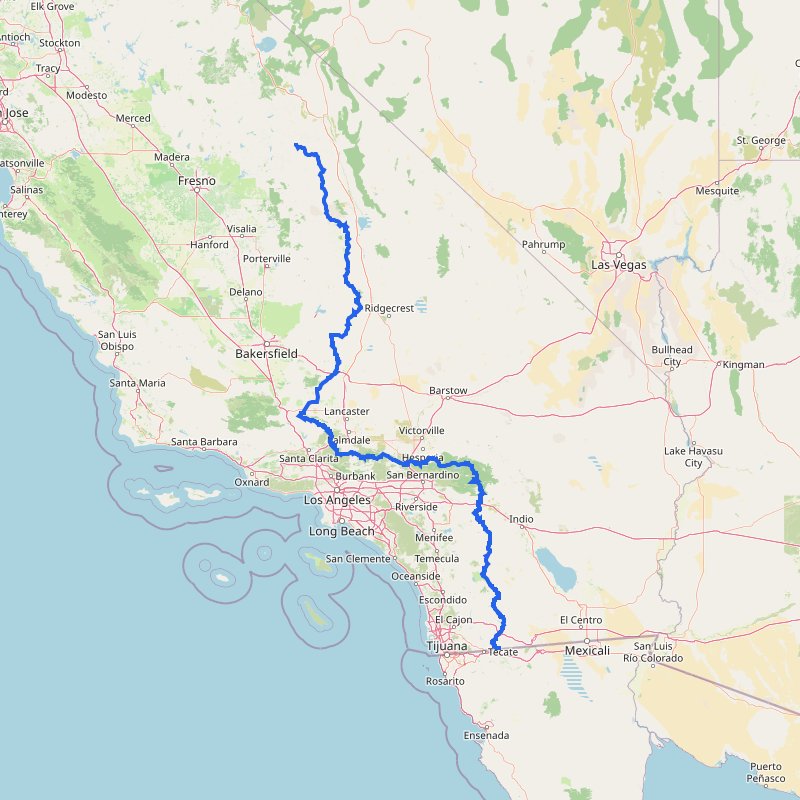 Elk Grove
Antioch
Stockton
Tracy
Modesto
Merced
Madera
Fresno
Salinas
Visalia
Hanford
Porterville
Delano
San Luis
Obispo
Bakersfield
Ridgecrest
Santa Maria
Barstow
Lancaster
Victorville
Santa Barbara
Santa Clarita
Hesperia
Oxnard
Burbank
San Bernardino
Los Angeles
Riverside
Long Beach
Menifee
Indio
San Clemente
Temecula
Oceanside
Escondido
El Cajon
El Centro
Tijuana
Tecate
Mexicali
San Luis
Río Colorado
Rosarito
Ensenada
Puerto
Peñasco
St. George
Mesquite
Pahrump
Las Vegas
Bullhead
City
Kingman
Lake Havasu
City